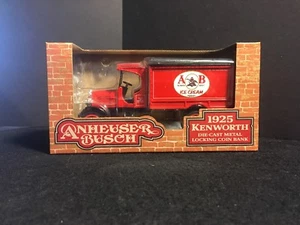 A B
ICE CREAM
ANHEUSER
BUSCH
1925
KENWORTH
DIE-CAST METAL
LOCKING COIN BANK